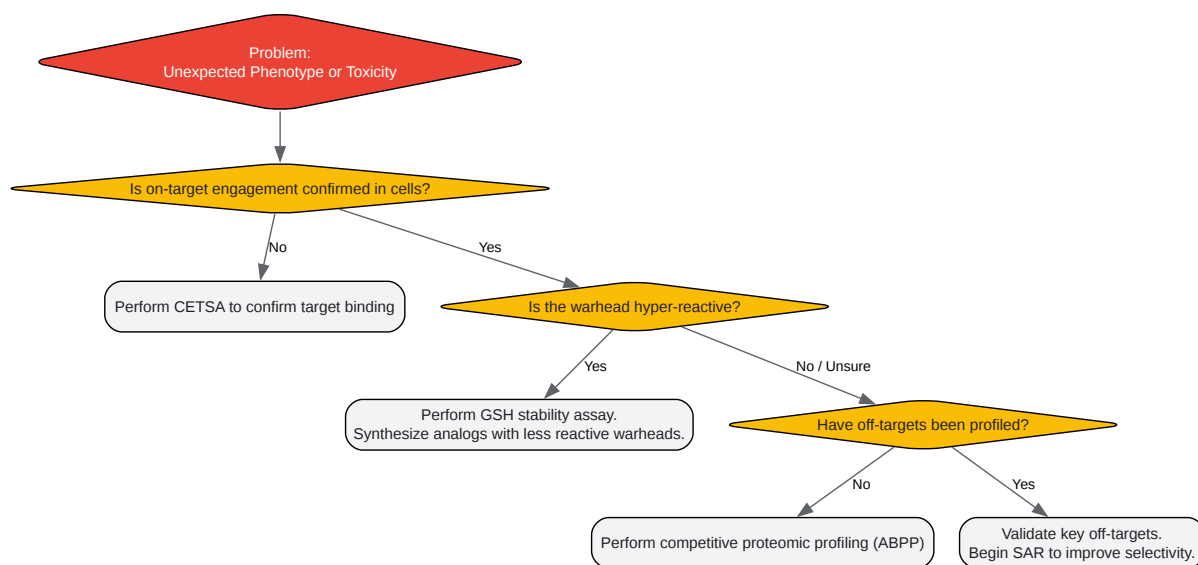 Problem:
Unexpected Phenotype or Toxicity
Is on-target engagement confirmed in cells?
No
Yes
Perform CETSA to confirm target binding
Is the warhead hyper-reactive?
Yes
No / Unsure
Perform GSH stability assay.
Synthesize analogs with less reactive warheads.
Have off-targets been profiled?
No
Yes
Perform competitive proteomic profiling (ABPP)
Validate key off-targets.
Begin SAR to improve selectivity.